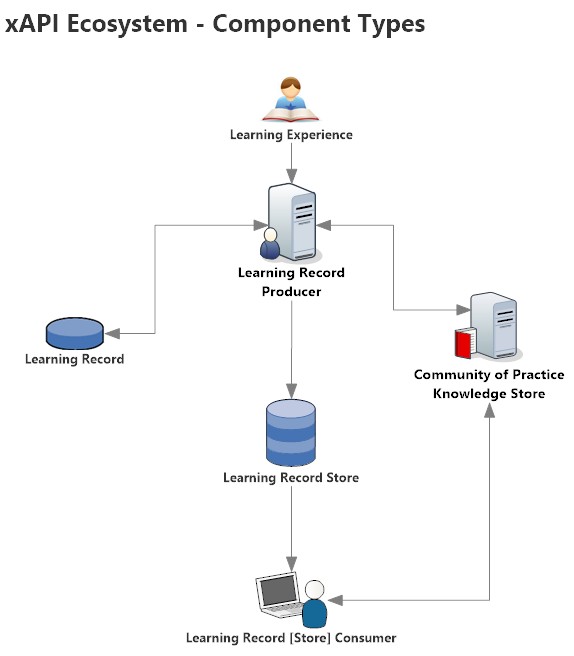 xAPI Ecosystem - Component Types
Learning Experience
Learning Record
Producer
Learning Record
Community of Practice
Knowledge Store
Learning Record Store
Learning Record [Store] Consumer